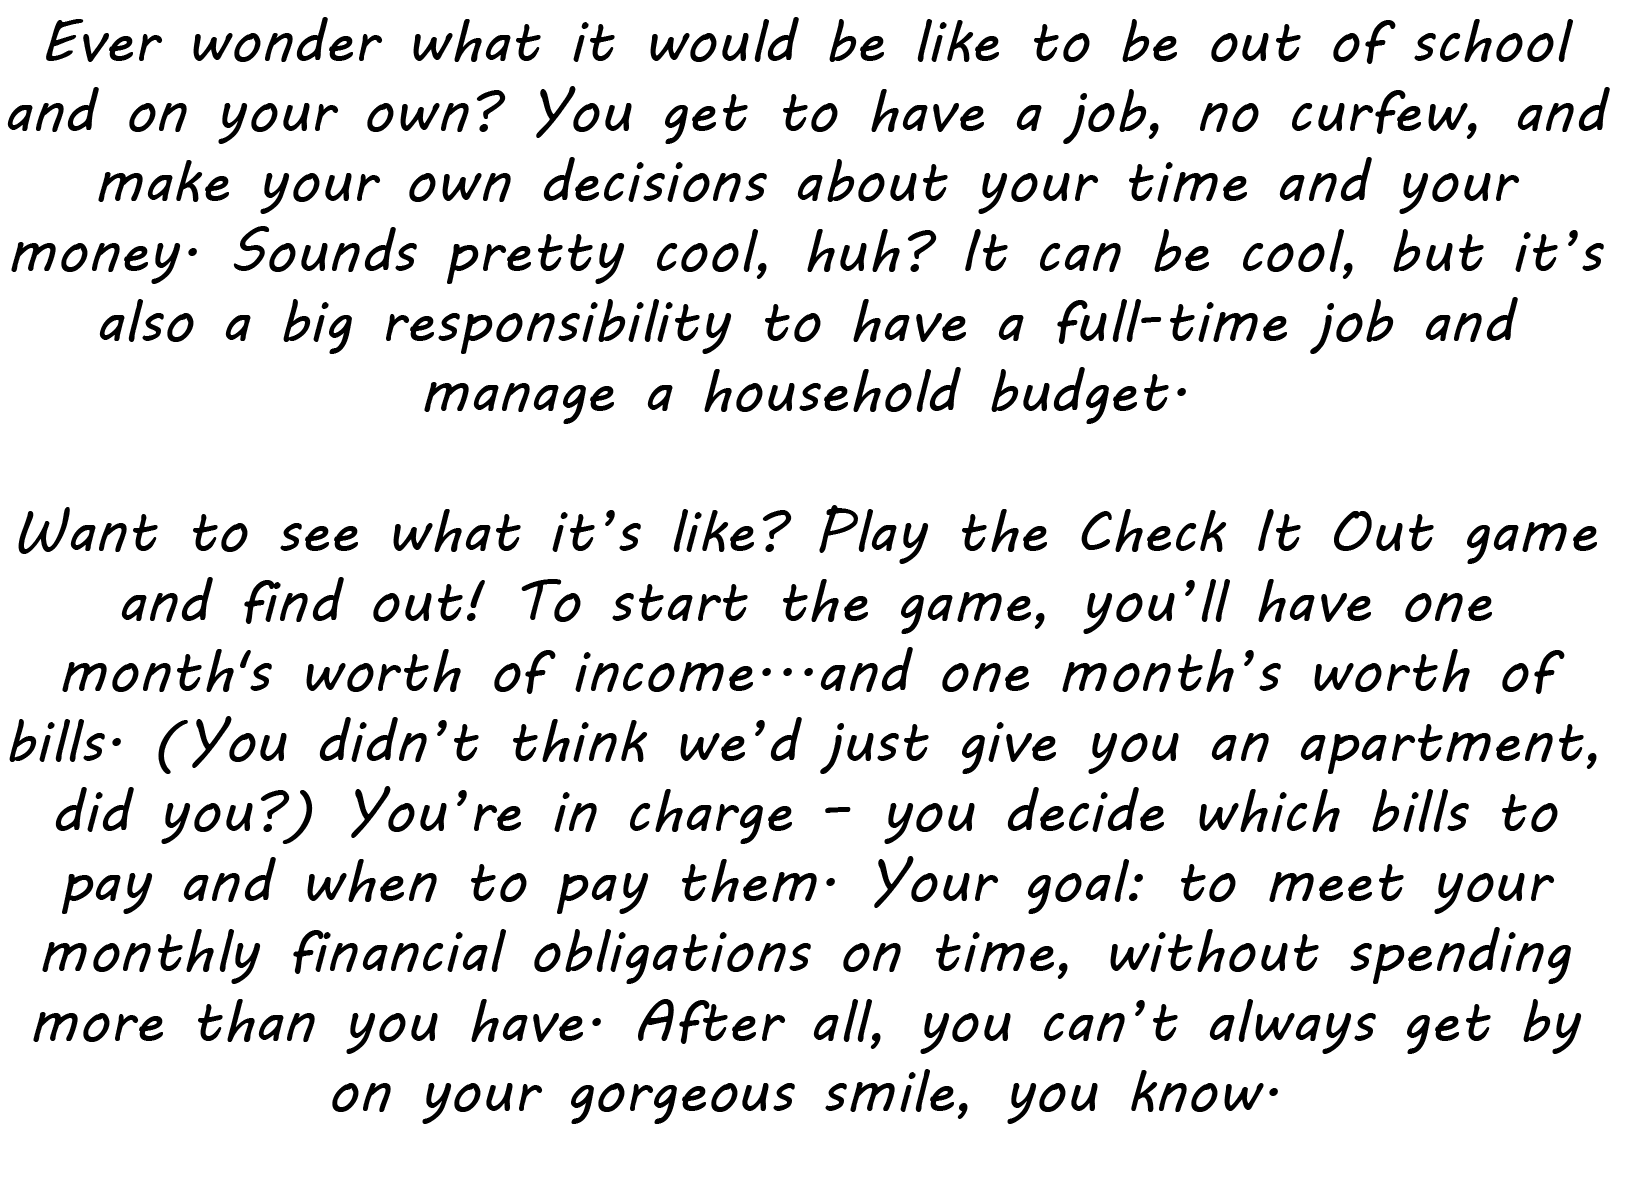 Ever wonder what it would be like to be out of school
and on your own? You get to have a job, no curfew, and
make your own decisions about your time and your
money. Sounds pretty cool, huh? It can be cool, but it’s
also a big responsibility to have a full-time job and
manage a household budget.
Want to see what it’s like? Play the Check It Out game
and find out! To start the game, you’ll have one
month's worth of income...and one month’s worth of
bills. (You didn’t think we’d just give you an apartment,
did you?) You’re in charge – you decide which bills to
pay and when to pay them. Your goal: to meet your
monthly financial obligations on time, without spending
more than you have. After all, you can’t always get by
on your gorgeous smile, you know.